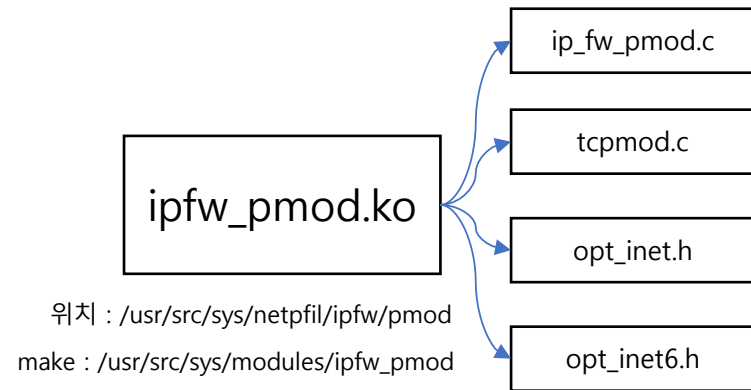 ip_fw_pmod.c
tcpmod.c
ipfw_pmod.ko
opt_inet.h
위치 : /usr/src/sys/netpfil/ipfw/pmod
make : /usr/src/sys/modules/ipfw_pmod
opt_inet6.h